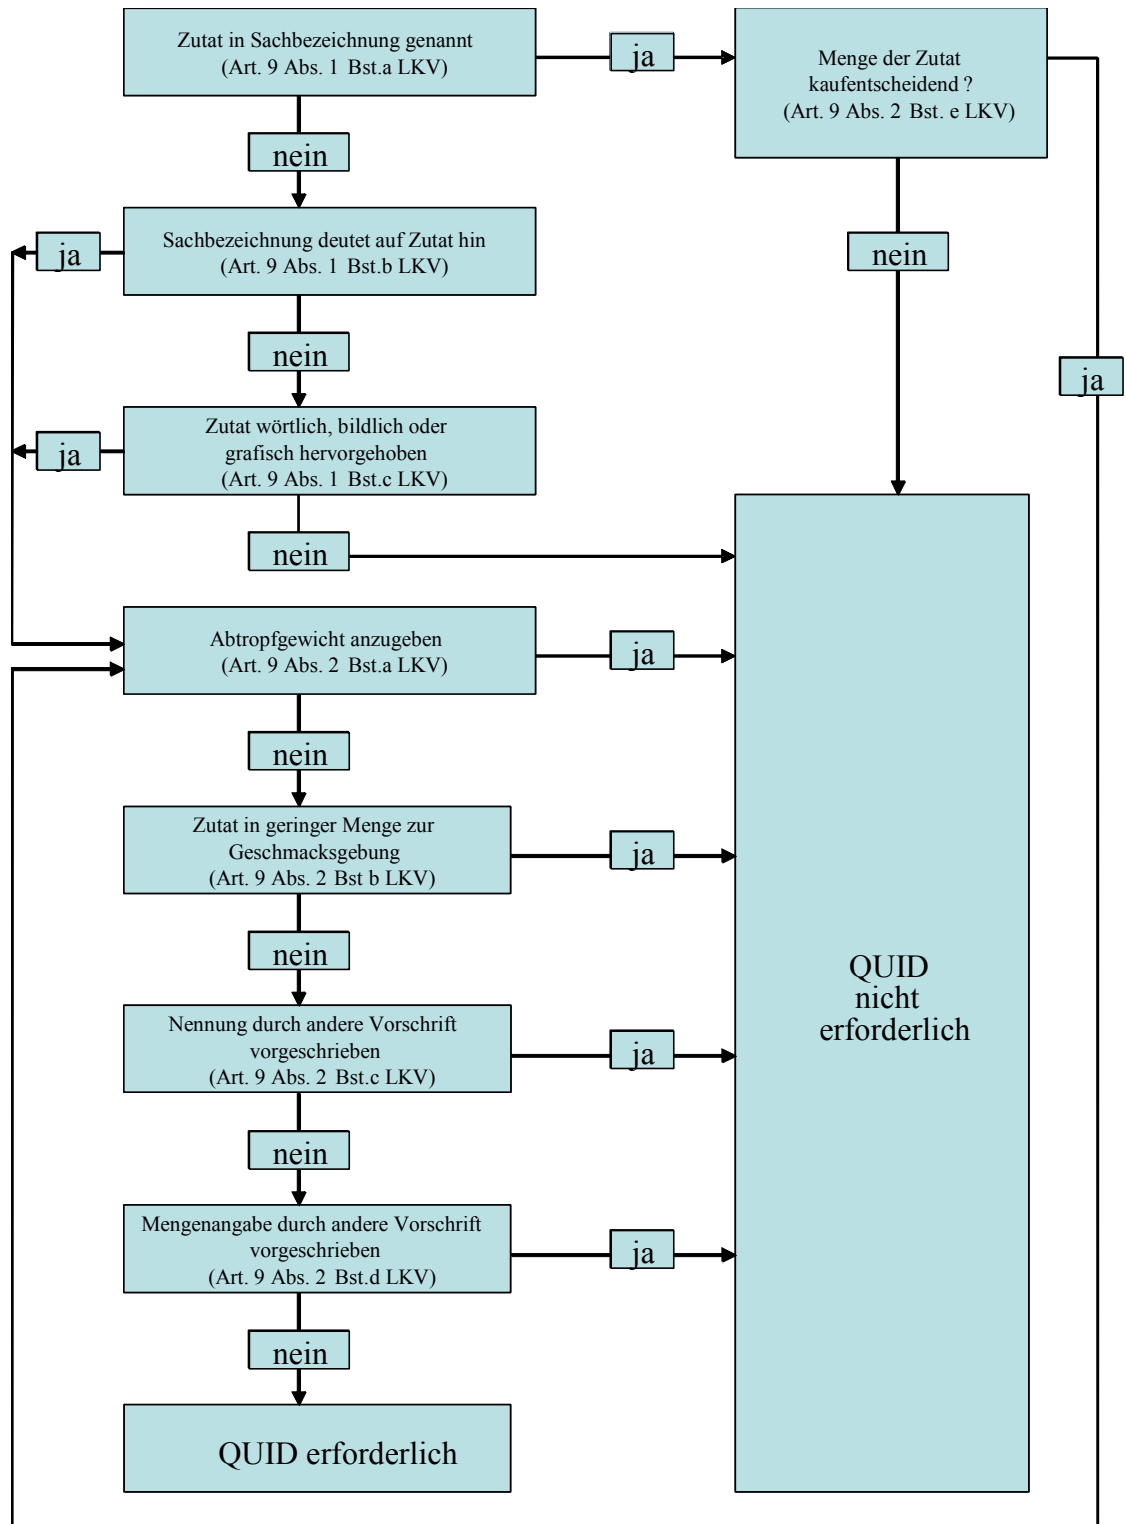 Zutat in Sachbezeichnung genannt
(Art. 9 Abs. 1 Bst.a LKV)
ja
Menge der Zutat
kaufentscheidend ?
(Art. 9 Abs. 2 Bst. e LKV)
nein
Sachbezeichnung deutet auf Zutat hin
(Art. 9 Abs. 1 Bst.b LKV)
ja
nein
nein
ja
Zutat wörtlich, bildlich oder
grafisch hervorgehoben
(Art. 9 Abs. 1 Bst.c LKV)
ja
nein
Abtropfgewicht anzugeben
(Art. 9 Abs. 2 Bst.a LKV)
ja
nein
Zutat in geringer Menge zur
Geschmacksgebung
(Art. 9 Abs. 2 Bst b LKV)
ja
nein
Nennung durch andere Vorschrift
vorgeschrieben
(Art. 9 Abs. 2 Bst.c LKV)
ja
nein
Mengenangabe durch andere Vorschrift
vorgeschrieben
(Art. 9 Abs. 2 Bst.d LKV)
ja
nein
QUID erforderlich
QUID
nicht
erforderlich